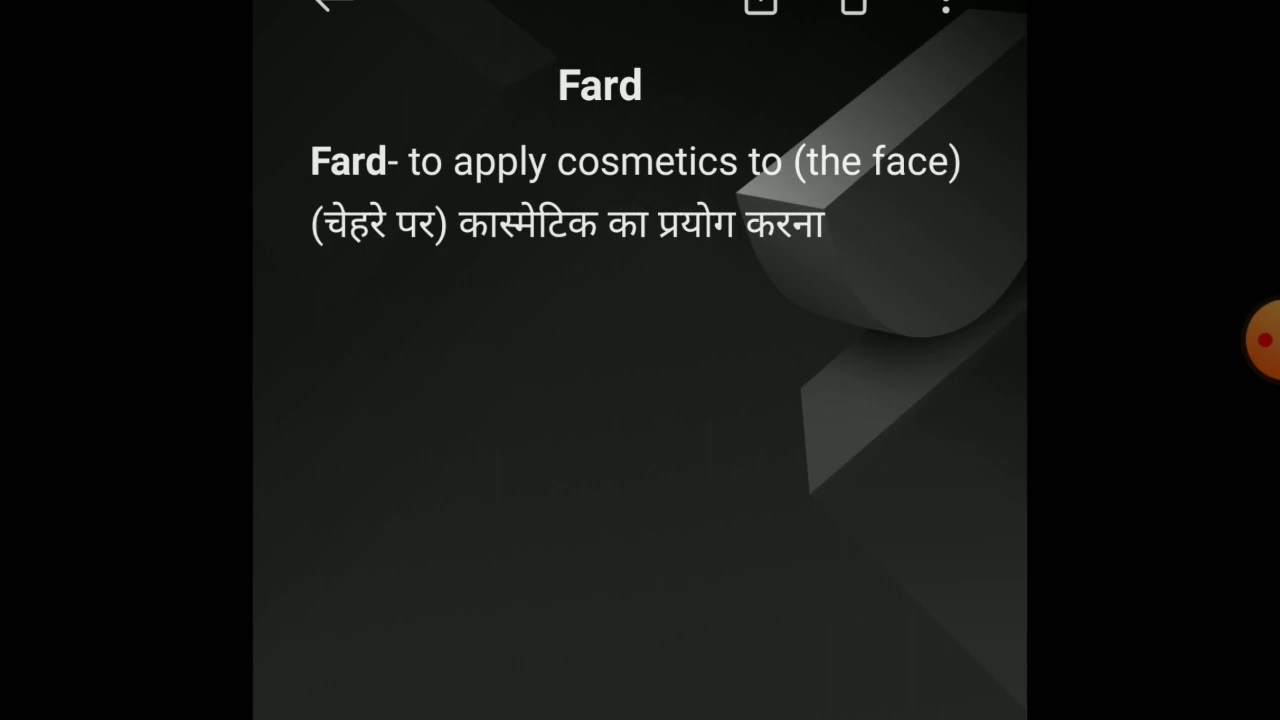 Fard
Fard- to apply cosmetics to (the face)
(चेहरे पर) कास्मेटिक का प्रयोग करना